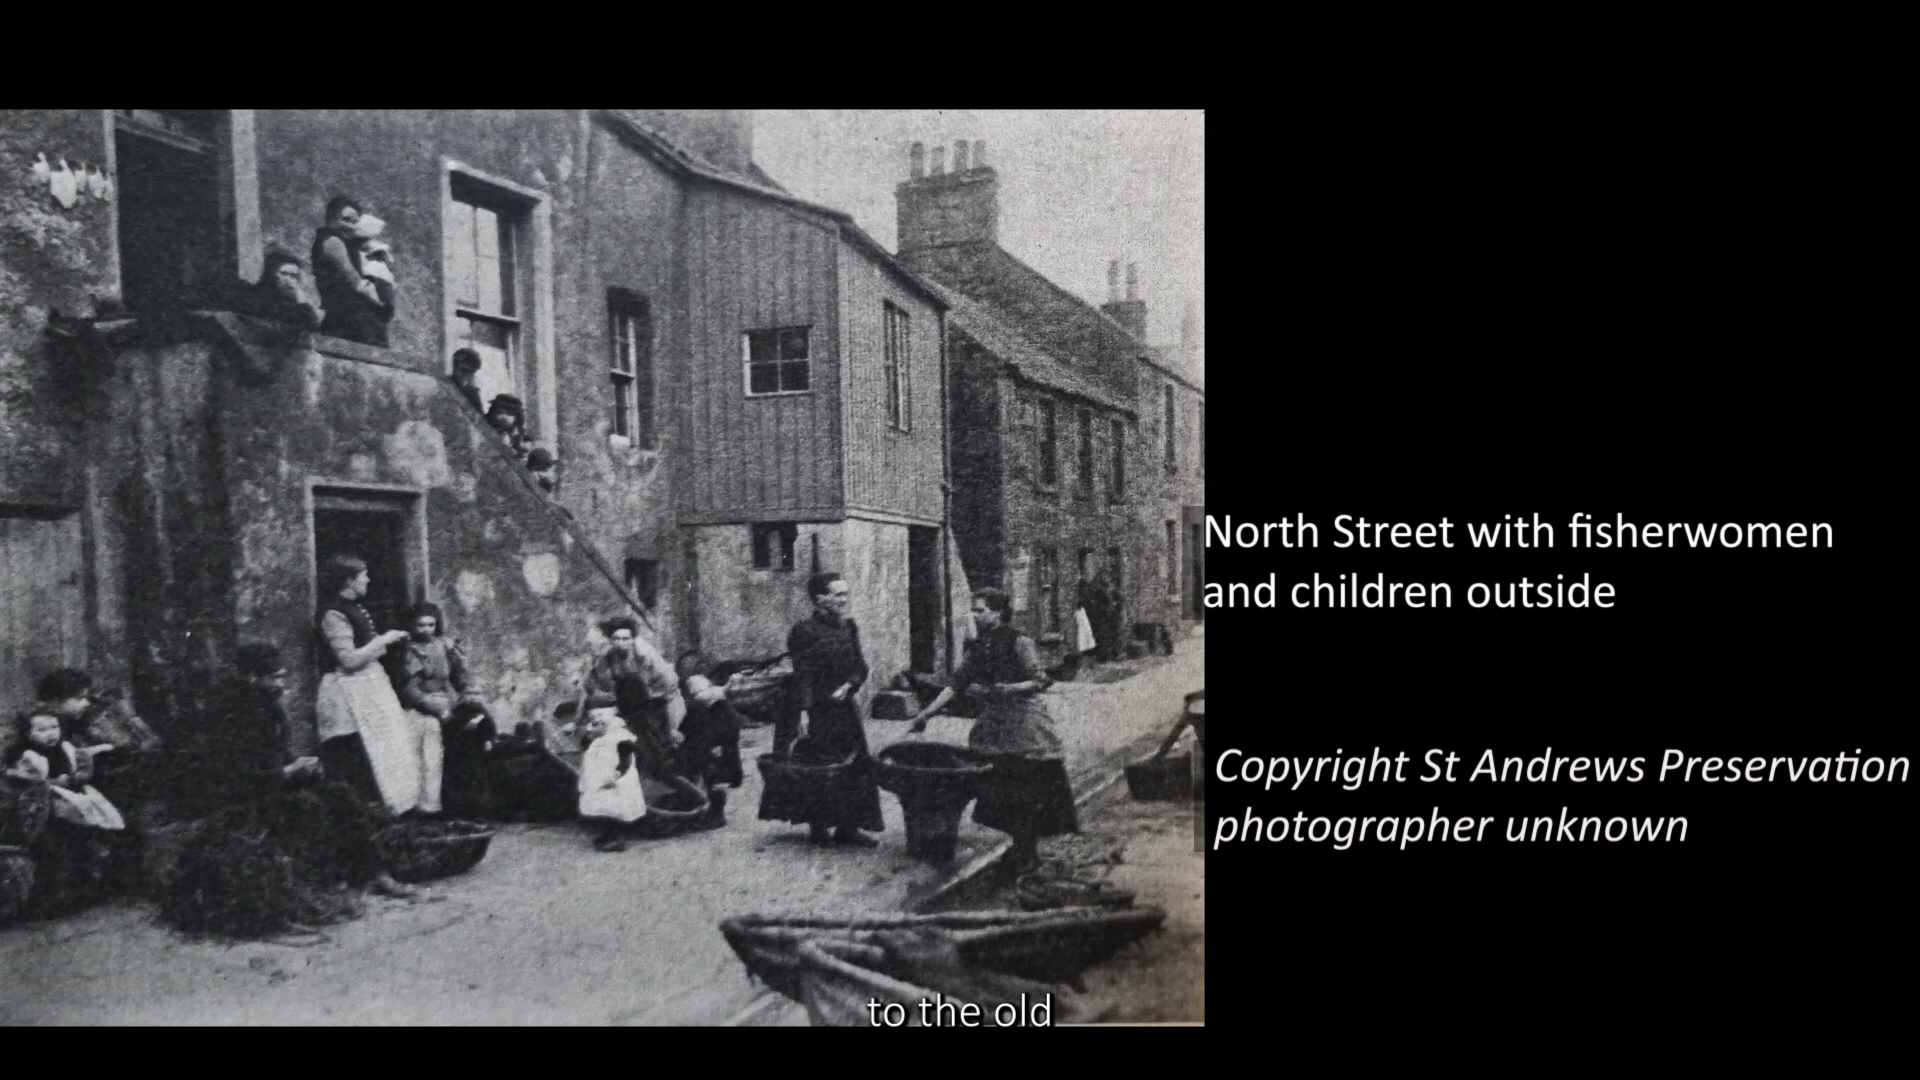 North Street with fisherwomen
and children outside
Copyright St Andrews Preservation
photographer unknown
to the old